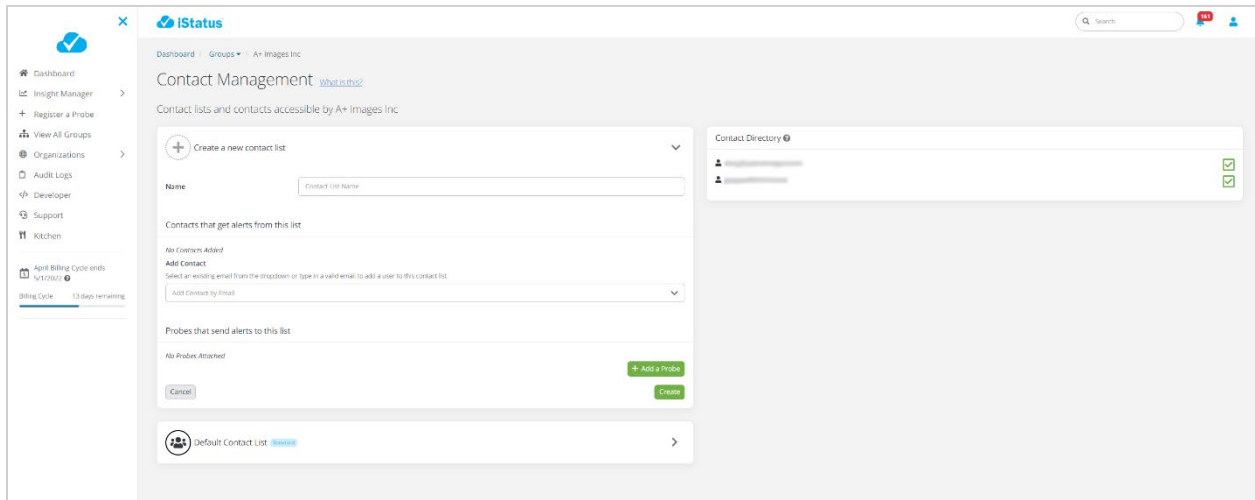 iStatus
Search
161
Dashboard
Insight Manager
Register a Probe
View All Groups
Organizations
Audit Logs
Developer
Support
Kitchen
April Billing Cycle ends
5/1/2022
Billing Cycle 13 days remaining
Dashboard / Groups / A+ Images Inc
Contact Management What is this?
Contact lists and contacts accessible by A+ Images Inc
Create a new contact list
Name Contact List Name
Contacts that get alerts from this list
No Contacts Added
Add Contact
Select an existing email from the dropdown or type in a valid email to add a user to this contact list.
Add Contact by Email
Probes that send alerts to this list
No Probes Attached
+ Add a Probe
Cancel Create
Default Contact List
Contact Directory